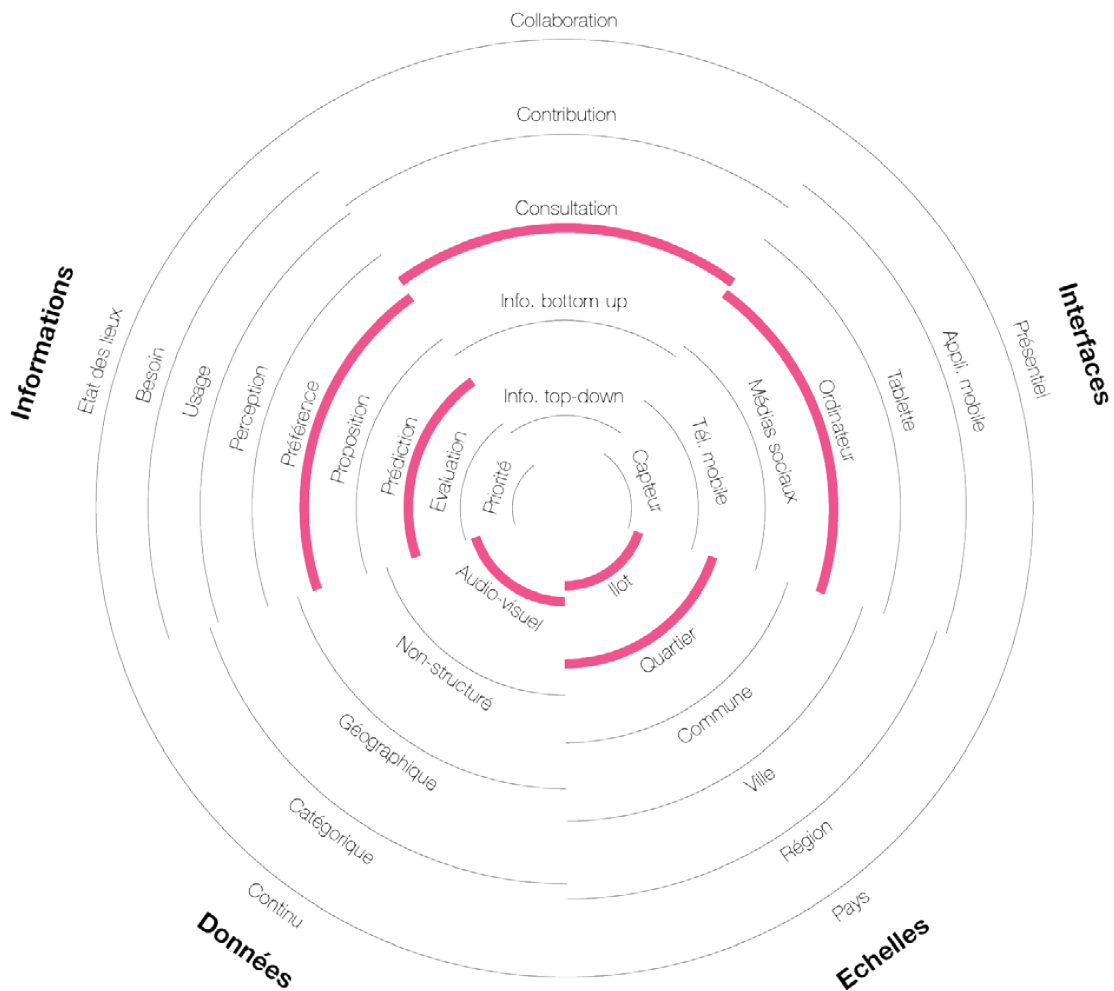 Collaboration
Contribution
Consultation
Info. bottom-up
Info. top-down
Informations
Etat des lieux
Besoin
Usage
Perception
Préférence
Proposition
Prédiction
Evaluation
Priorité
Interfaces
Présentiel
Appli. mobile
Tablette
Ordinateur
Médias sociaux
Tél. mobile
Capteur
Audio-visuel
Non-structuré
Géographique
Catégorique
Continu
Données
Ilot
Quartier
Commune
Ville
Région
Pays
Echelles